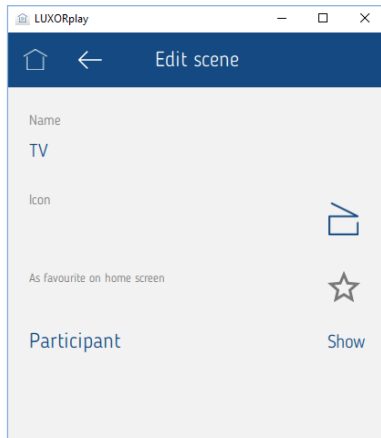 LUXORplay
Edit scene
Name
TV
Icon
As favourite on home screen
Participant Show